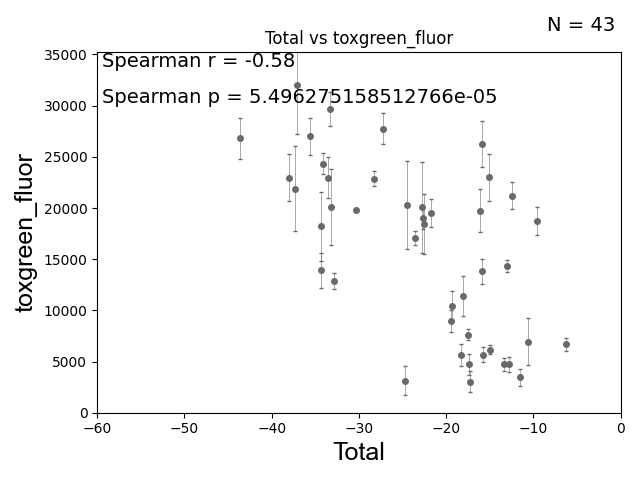 N = 43
Total vs toxgreen_fluor
Spearman r = -0.58
Spearman p = 5.496275158512766e-05
toxgreen_fluor
35000
30000
25000
20000
15000
10000
5000
0
−60 −50 −40 −30 −20 −10 0
Total